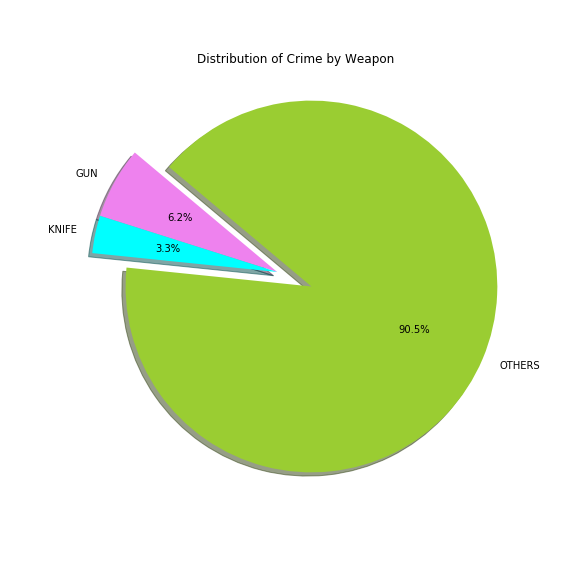 Distribution of Crime by Weapon
GUN
6.2%
KNIFE
3.3%
90.5%
OTHERS